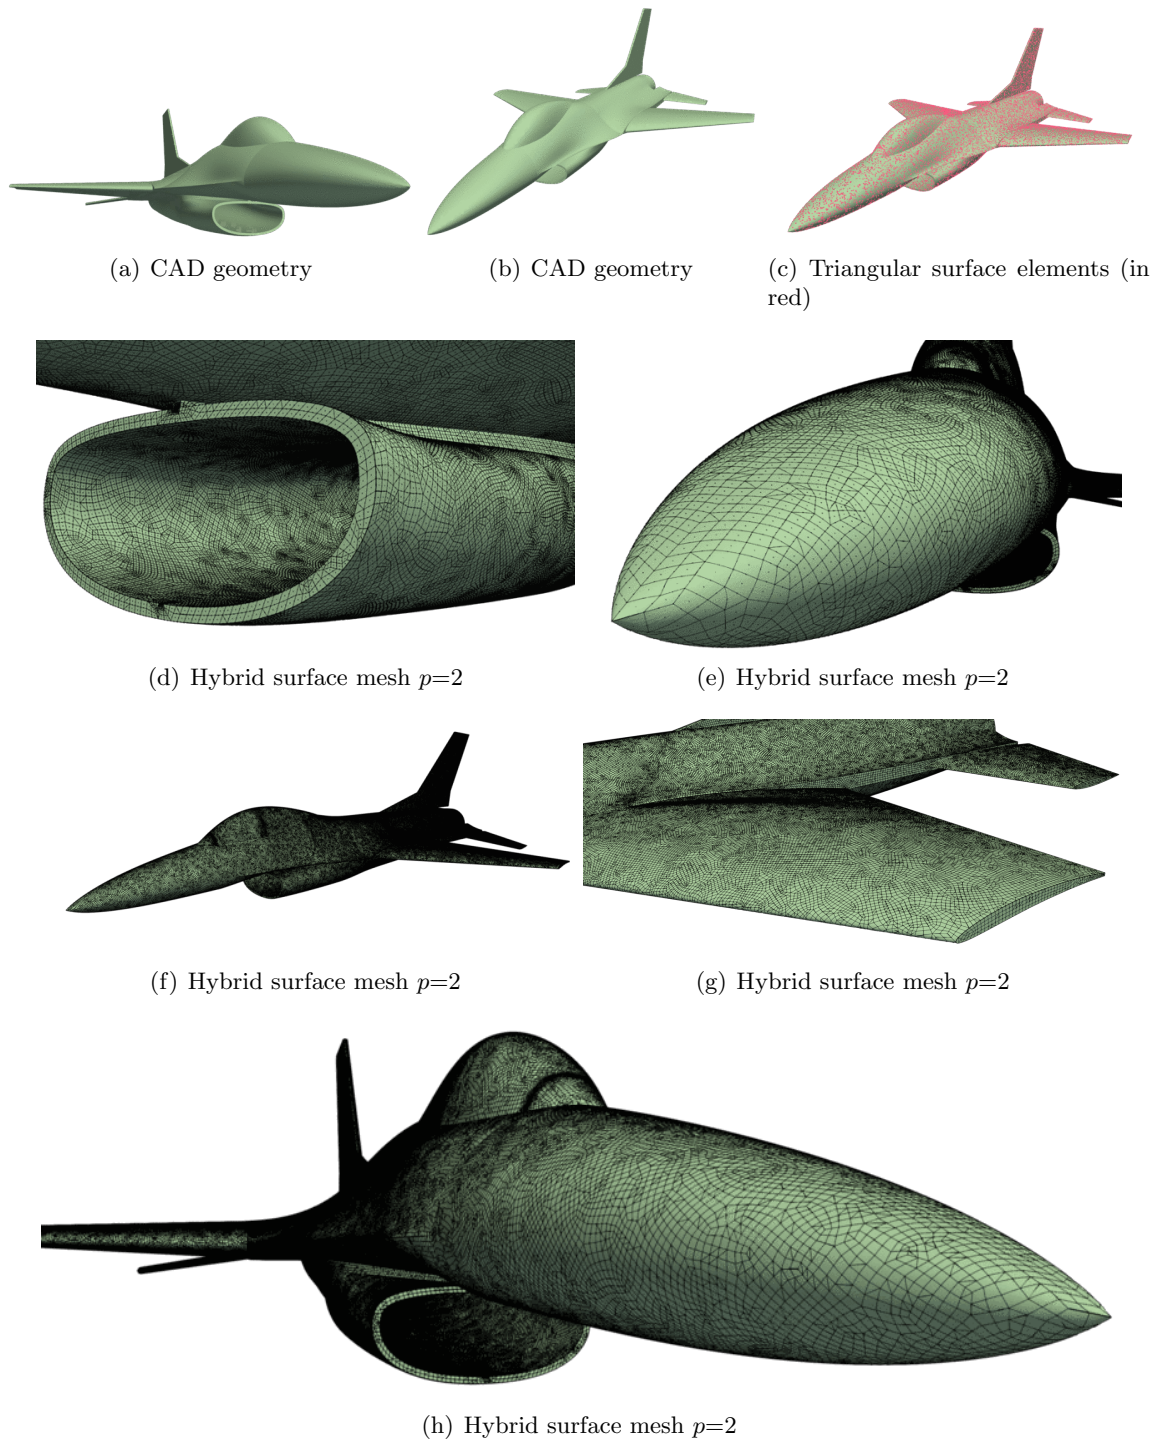 (a) CAD geometry
(b) CAD geometry
(c) Triangular surface elements (in
red)
(d) Hybrid surface mesh p=2
(e) Hybrid surface mesh p=2
(f) Hybrid surface mesh p=2
(g) Hybrid surface mesh p=2
(h) Hybrid surface mesh p=2